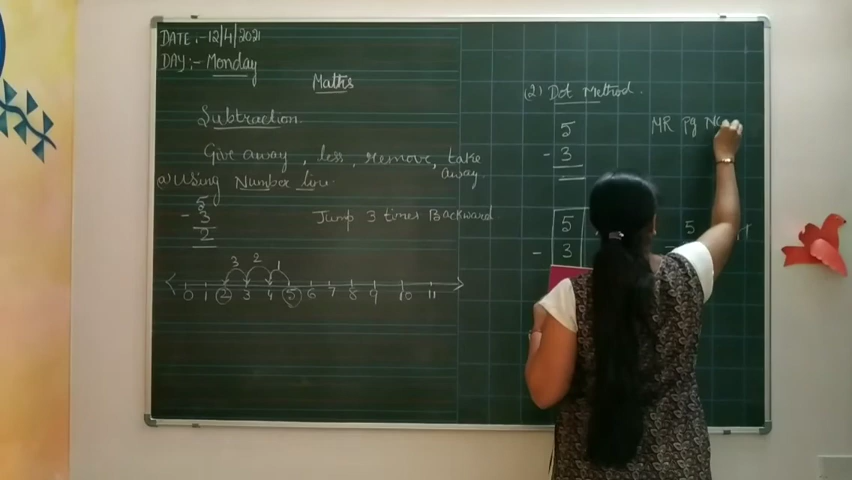 DATE :- 12/4/2021
DAY :- Monday
Maths
Subtraction.
Give away, less, remove, take
away.
a) Using Number line.
5
- 3
2
Jump 3 times Backward
3 2 1
0 1 2 3 4 5 6 7 8 9 10 11
(2) Dot Method.
5
- 3
MR Pg No
5
- 3
5